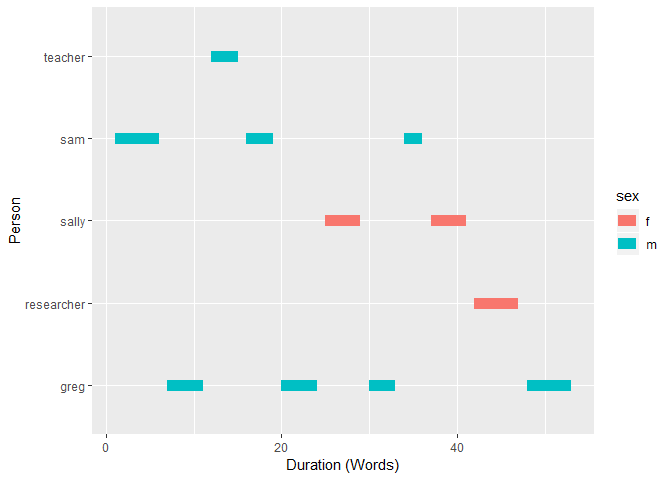 teacher
sam
sally
researcher
greg
Person
0
20
40
Duration (Words)
sex
f
m